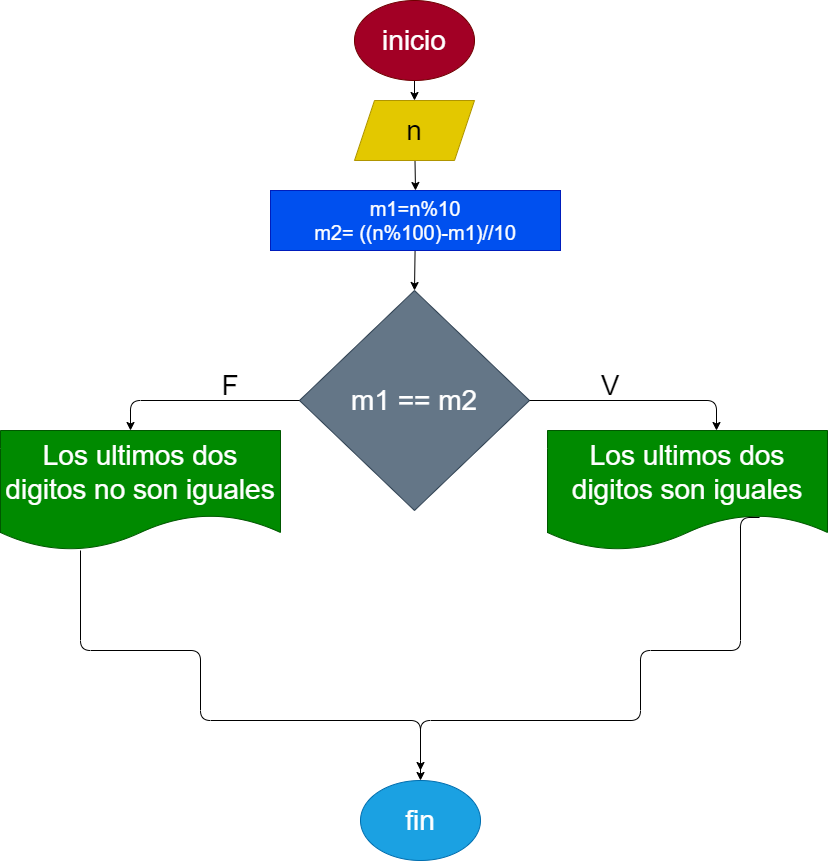 inicio
n
m1=n%10
m2= ((n%100)-m1)//10
m1 == m2
F
V
Los ultimos dos
digitos no son iguales
Los ultimos dos
digitos son iguales
fin